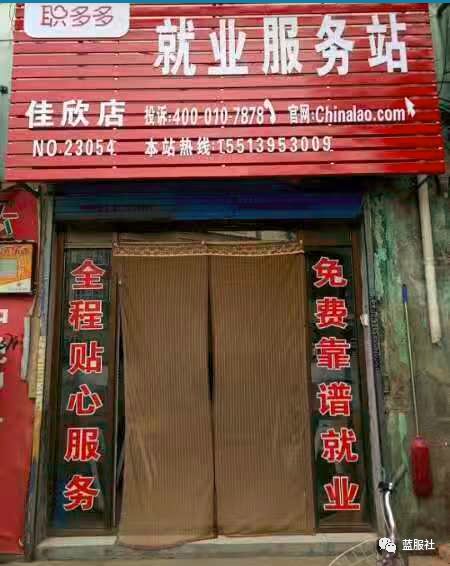 职多多
就业服务站
佳欣店 投诉:400-010-7878 官网:Chinalao.com
NO.23054 本站热线:15513953009
全程贴心服务
免费靠谱就业
蓝服社